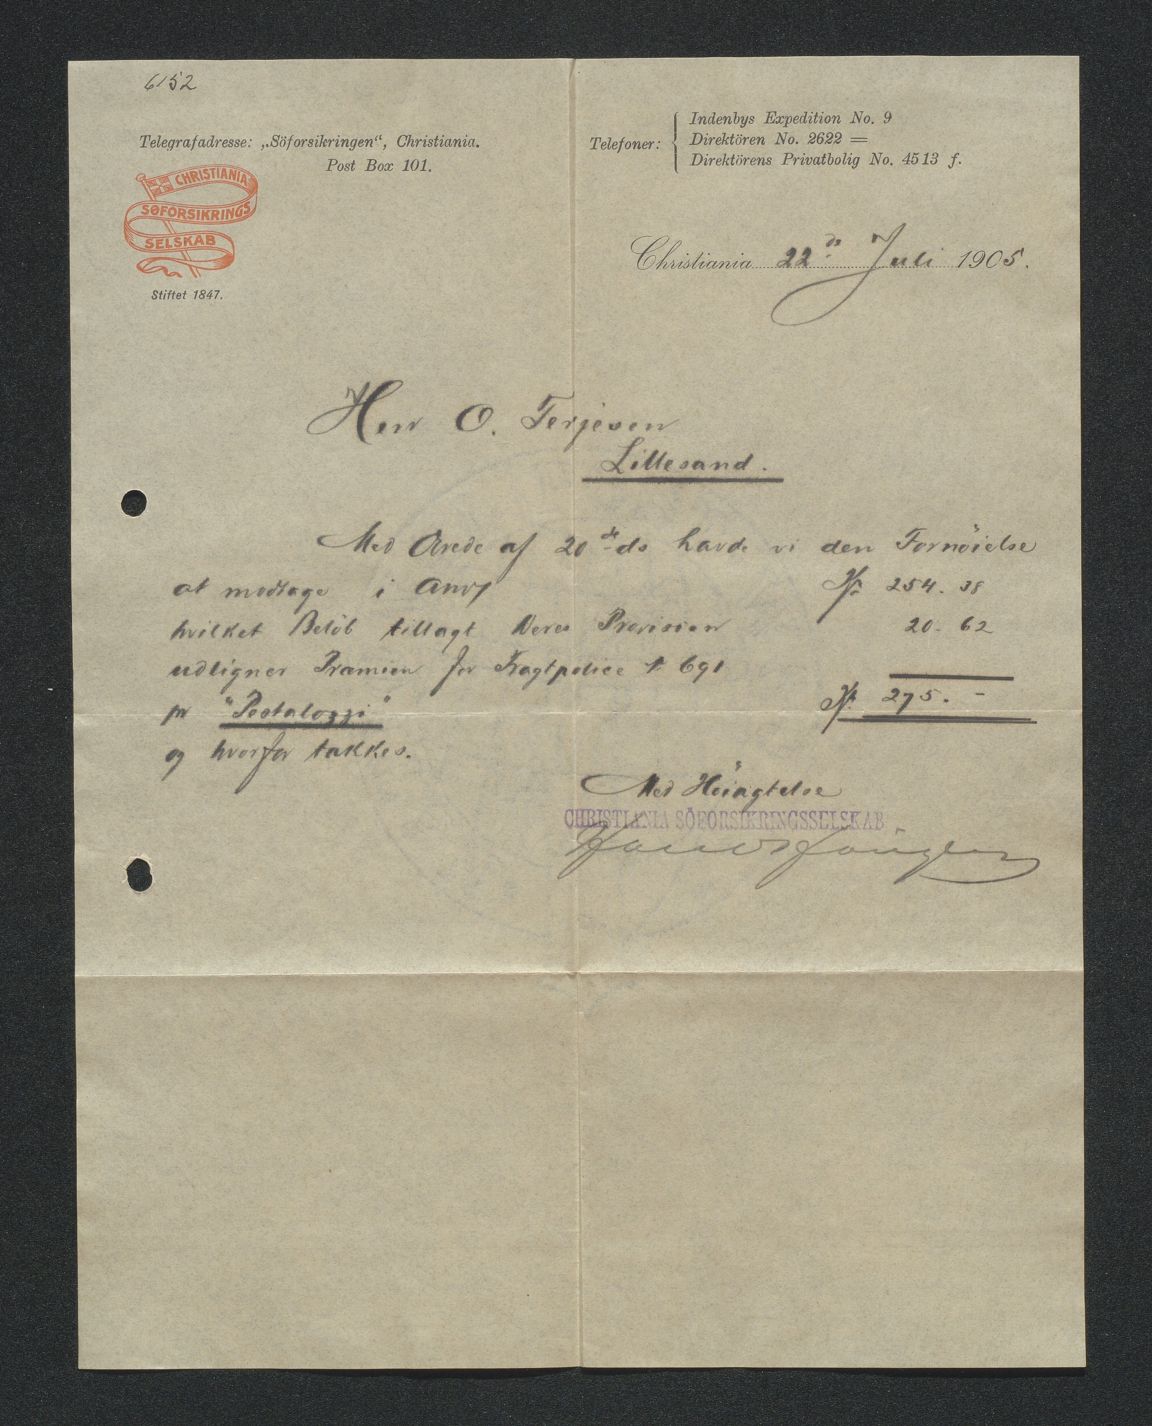 6152
Telegrafadresse: „Söforsikringen“, Christiania.
Post Box 101.
Telefoner:
Indenbys Expedition No. 9
Direktören No. 2622 =
Direktörens Privatbolig No. 4513 f.
CHRISTIANIA
SØFORSIKRINGS
SELSKAB
Stiftet 1847.
Christiania 22de Juli 1905.
Herr O. Terjesen
Lillesand.
Med Ærede af 20de ds havde vi den Fornöielse
at modtage i Anv Kr 254. 38
hvilket Belöb tillagt Deres Provision 20. 62
udligner Præmien for Fragtpolice 691
pr "Pestalozzi" Kr. 275. –
og hvorfor takkes.
Med Höiagtelse
CHRISTIANIA SÖFORSIKRINGSSELSKAB